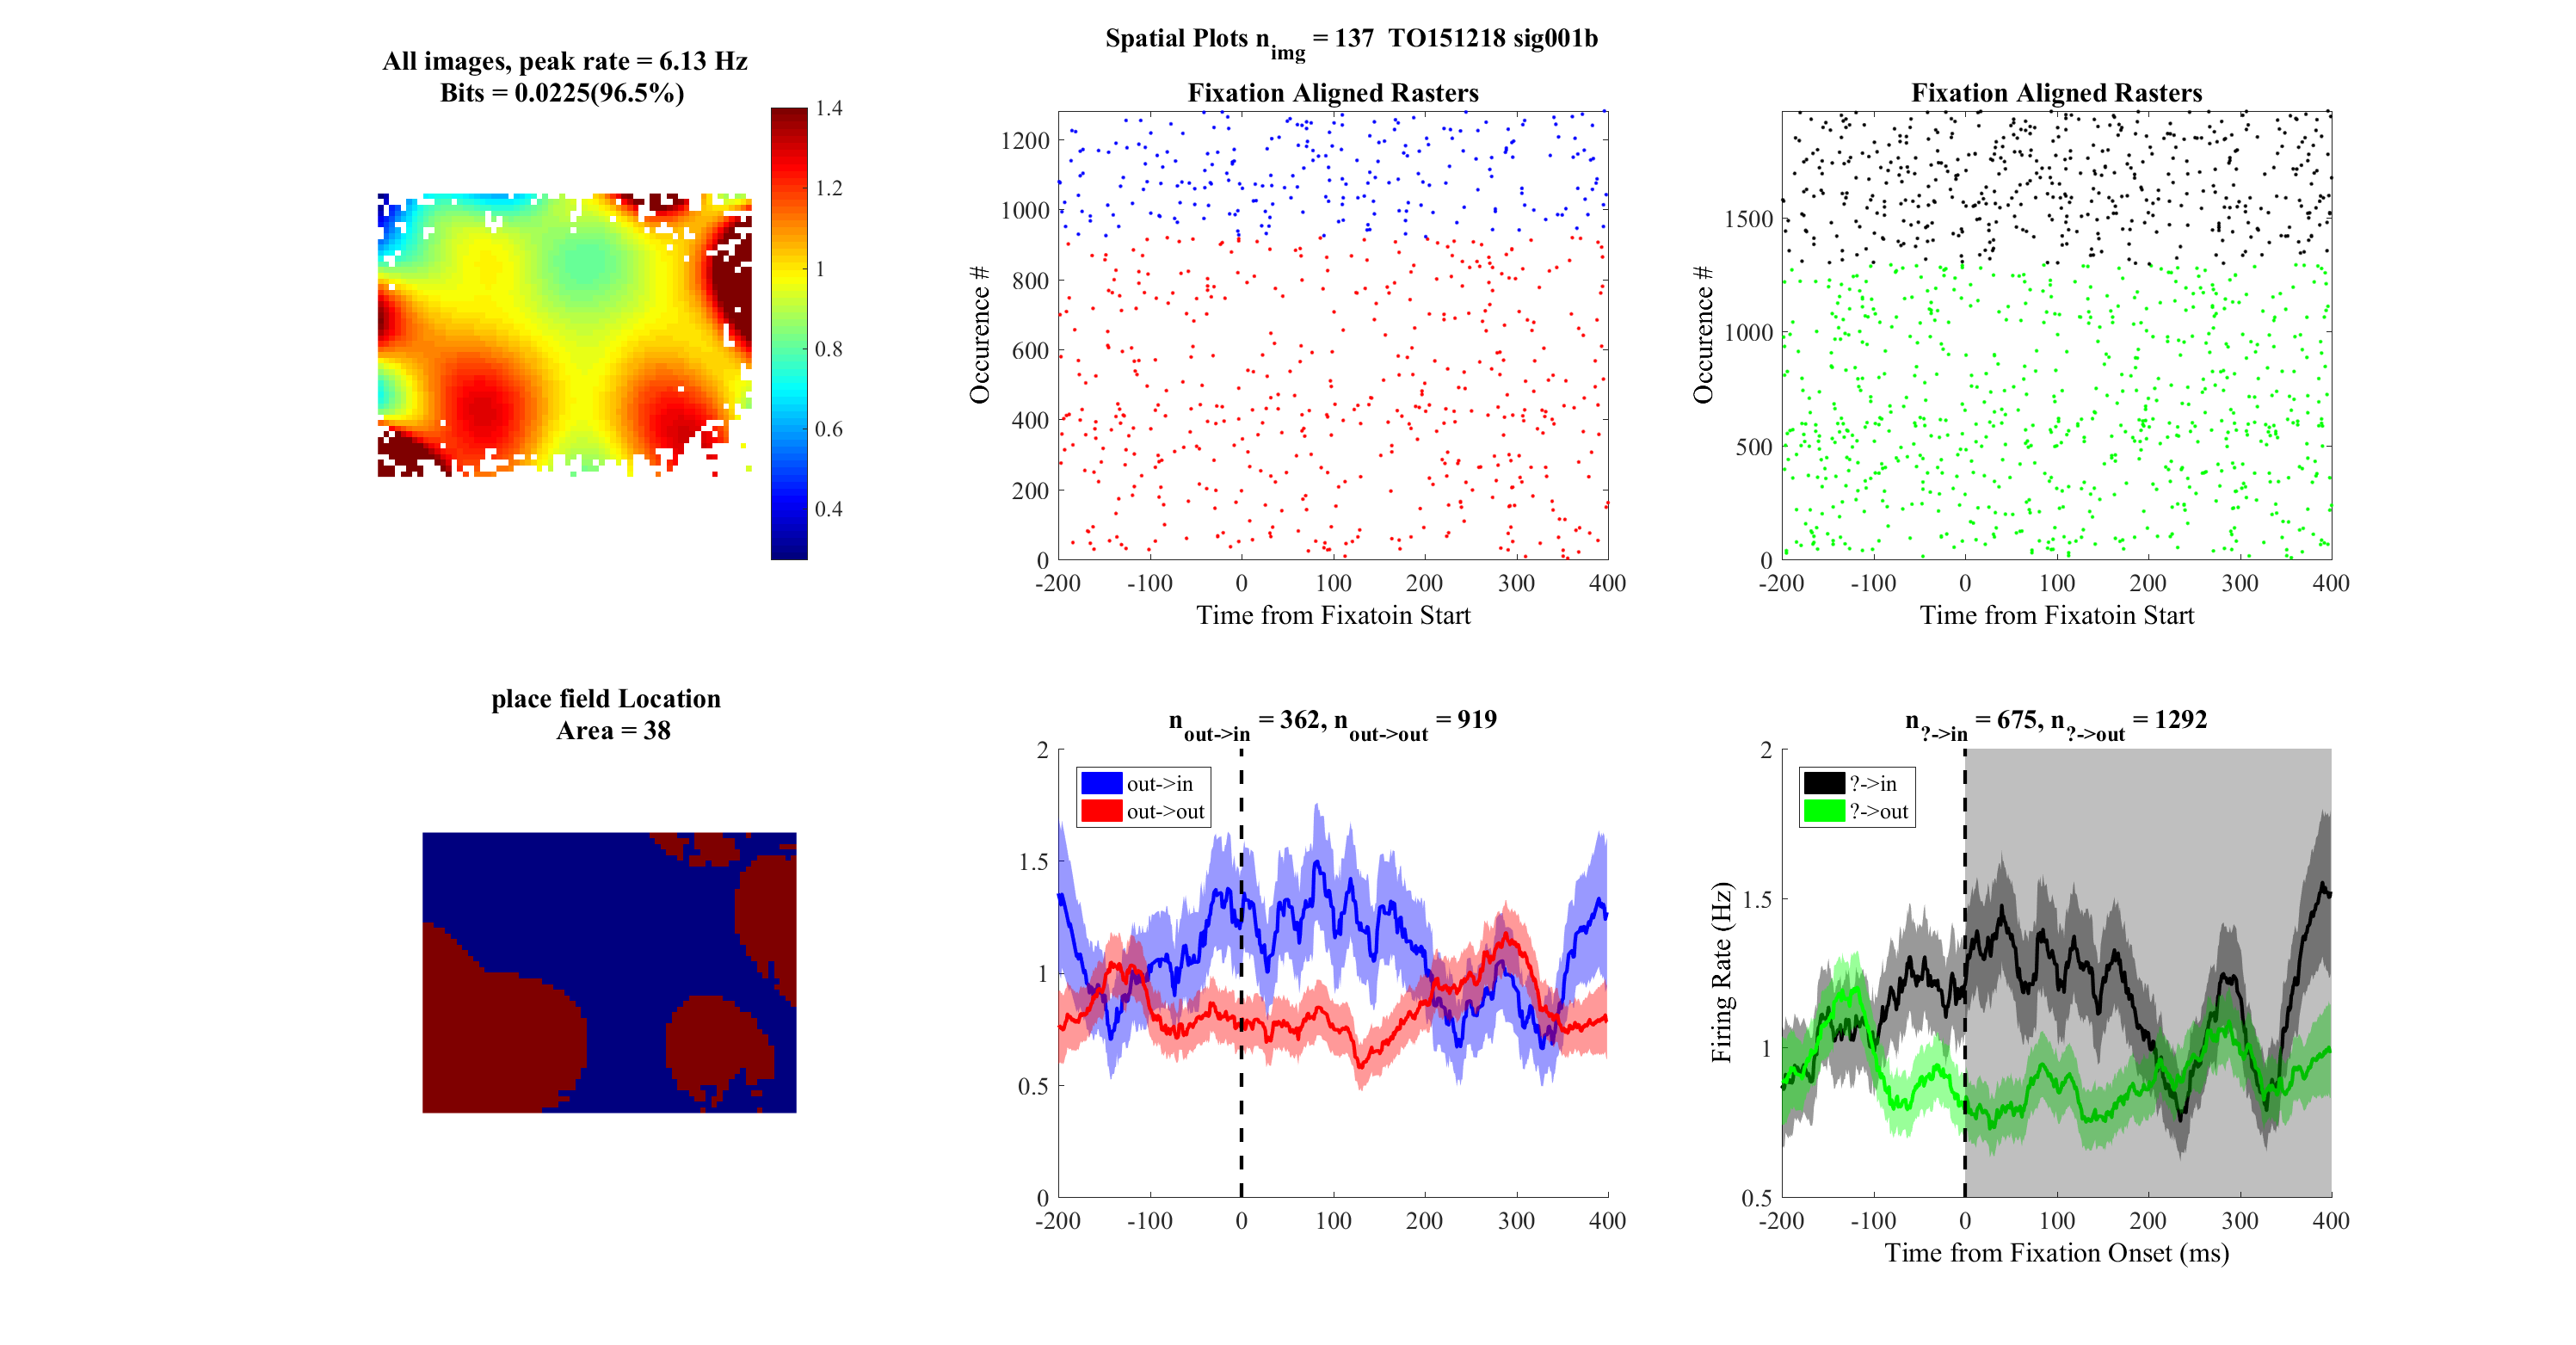 Spatial Plots n_img = 137 TO151218 sig001b
All images, peak rate = 6.13 Hz
Bits = 0.0225(96.5%)
1.4
1.2
1
0.8
0.6
0.4
Fixation Aligned Rasters
Occurence #
1200
1000
800
600
400
200
0
-200 -100 0 100 200 300 400
Time from Fixatoin Start
Fixation Aligned Rasters
Occurence #
1500
1000
500
0
-200 -100 0 100 200 300 400
Time from Fixatoin Start
place field Location
Area = 38
n_out->in = 362, n_out->out = 919
2
1.5
1
0.5
0
out->in
out->out
-200 -100 0 100 200 300 400
n_?->in = 675, n_?->out = 1292
Firing Rate (Hz)
2
1.5
1
0.5
?->in
?->out
-200 -100 0 100 200 300 400
Time from Fixation Onset (ms)